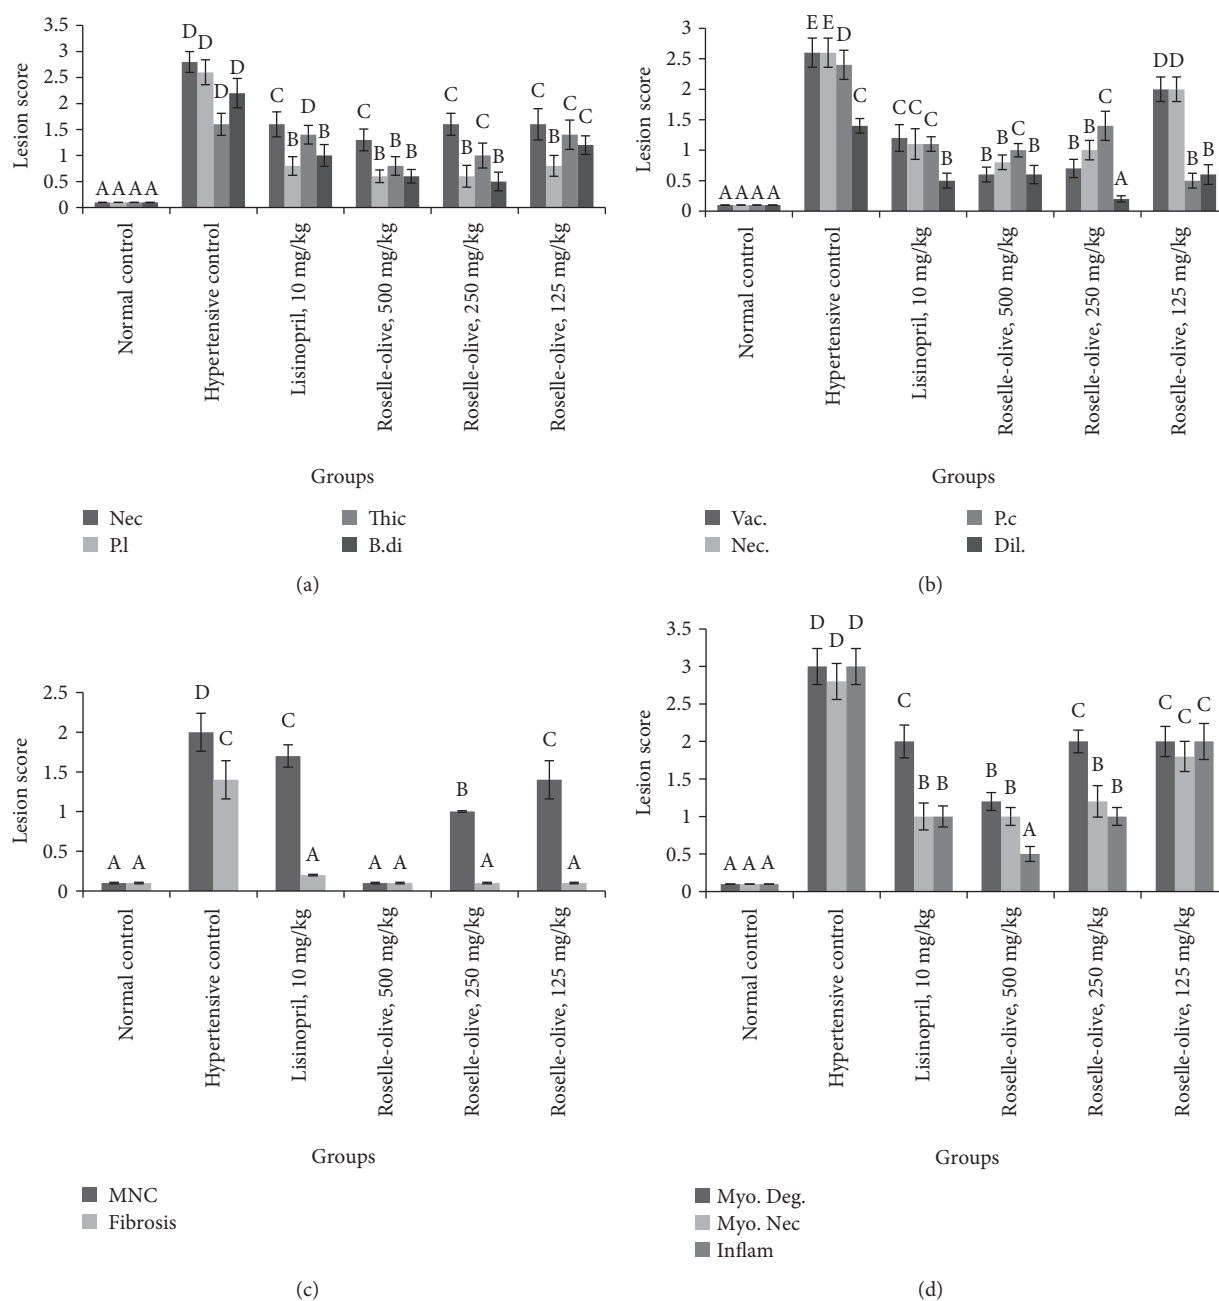 Lesion score
3.5
3
2.5
2
1.5
1
0.5
0
A A A A
D D D D
C B D B
C B B B
C B C B
C B C C
Normal control
Hypertensive control
Lisinopril, 10 mg/kg
Roselle-olive, 500 mg/kg
Roselle-olive, 250 mg/kg
Roselle-olive, 125 mg/kg
Groups
Nec
P.l
Thic
B.di
(a)
Lesion score
3
2.5
2
1.5
1
0.5
0
A A A A
E E D C
C C C B
B B C B
B B C A
D D B B
Normal control
Hypertensive control
Lisinopril, 10 mg/kg
Roselle-olive, 500 mg/kg
Roselle-olive, 250 mg/kg
Roselle-olive, 125 mg/kg
Groups
Vac.
Nec.
P.c
Dil.
(b)
Lesion score
2.5
2
1.5
1
0.5
0
A A
D C
C A
A A
B A
C A
Normal control
Hypertensive control
Lisinopril, 10 mg/kg
Roselle-olive, 500 mg/kg
Roselle-olive, 250 mg/kg
Roselle-olive, 125 mg/kg
Groups
MNC
Fibrosis
(c)
Lesion score
3.5
3
2.5
2
1.5
1
0.5
0
A A A
D D D
C B B
B B A
C B B
C C C
Normal control
Hypertensive control
Lisinopril, 10 mg/kg
Roselle-olive, 500 mg/kg
Roselle-olive, 250 mg/kg
Roselle-olive, 125 mg/kg
Groups
Myo. Deg.
Myo. Nec
Inflam
(d)